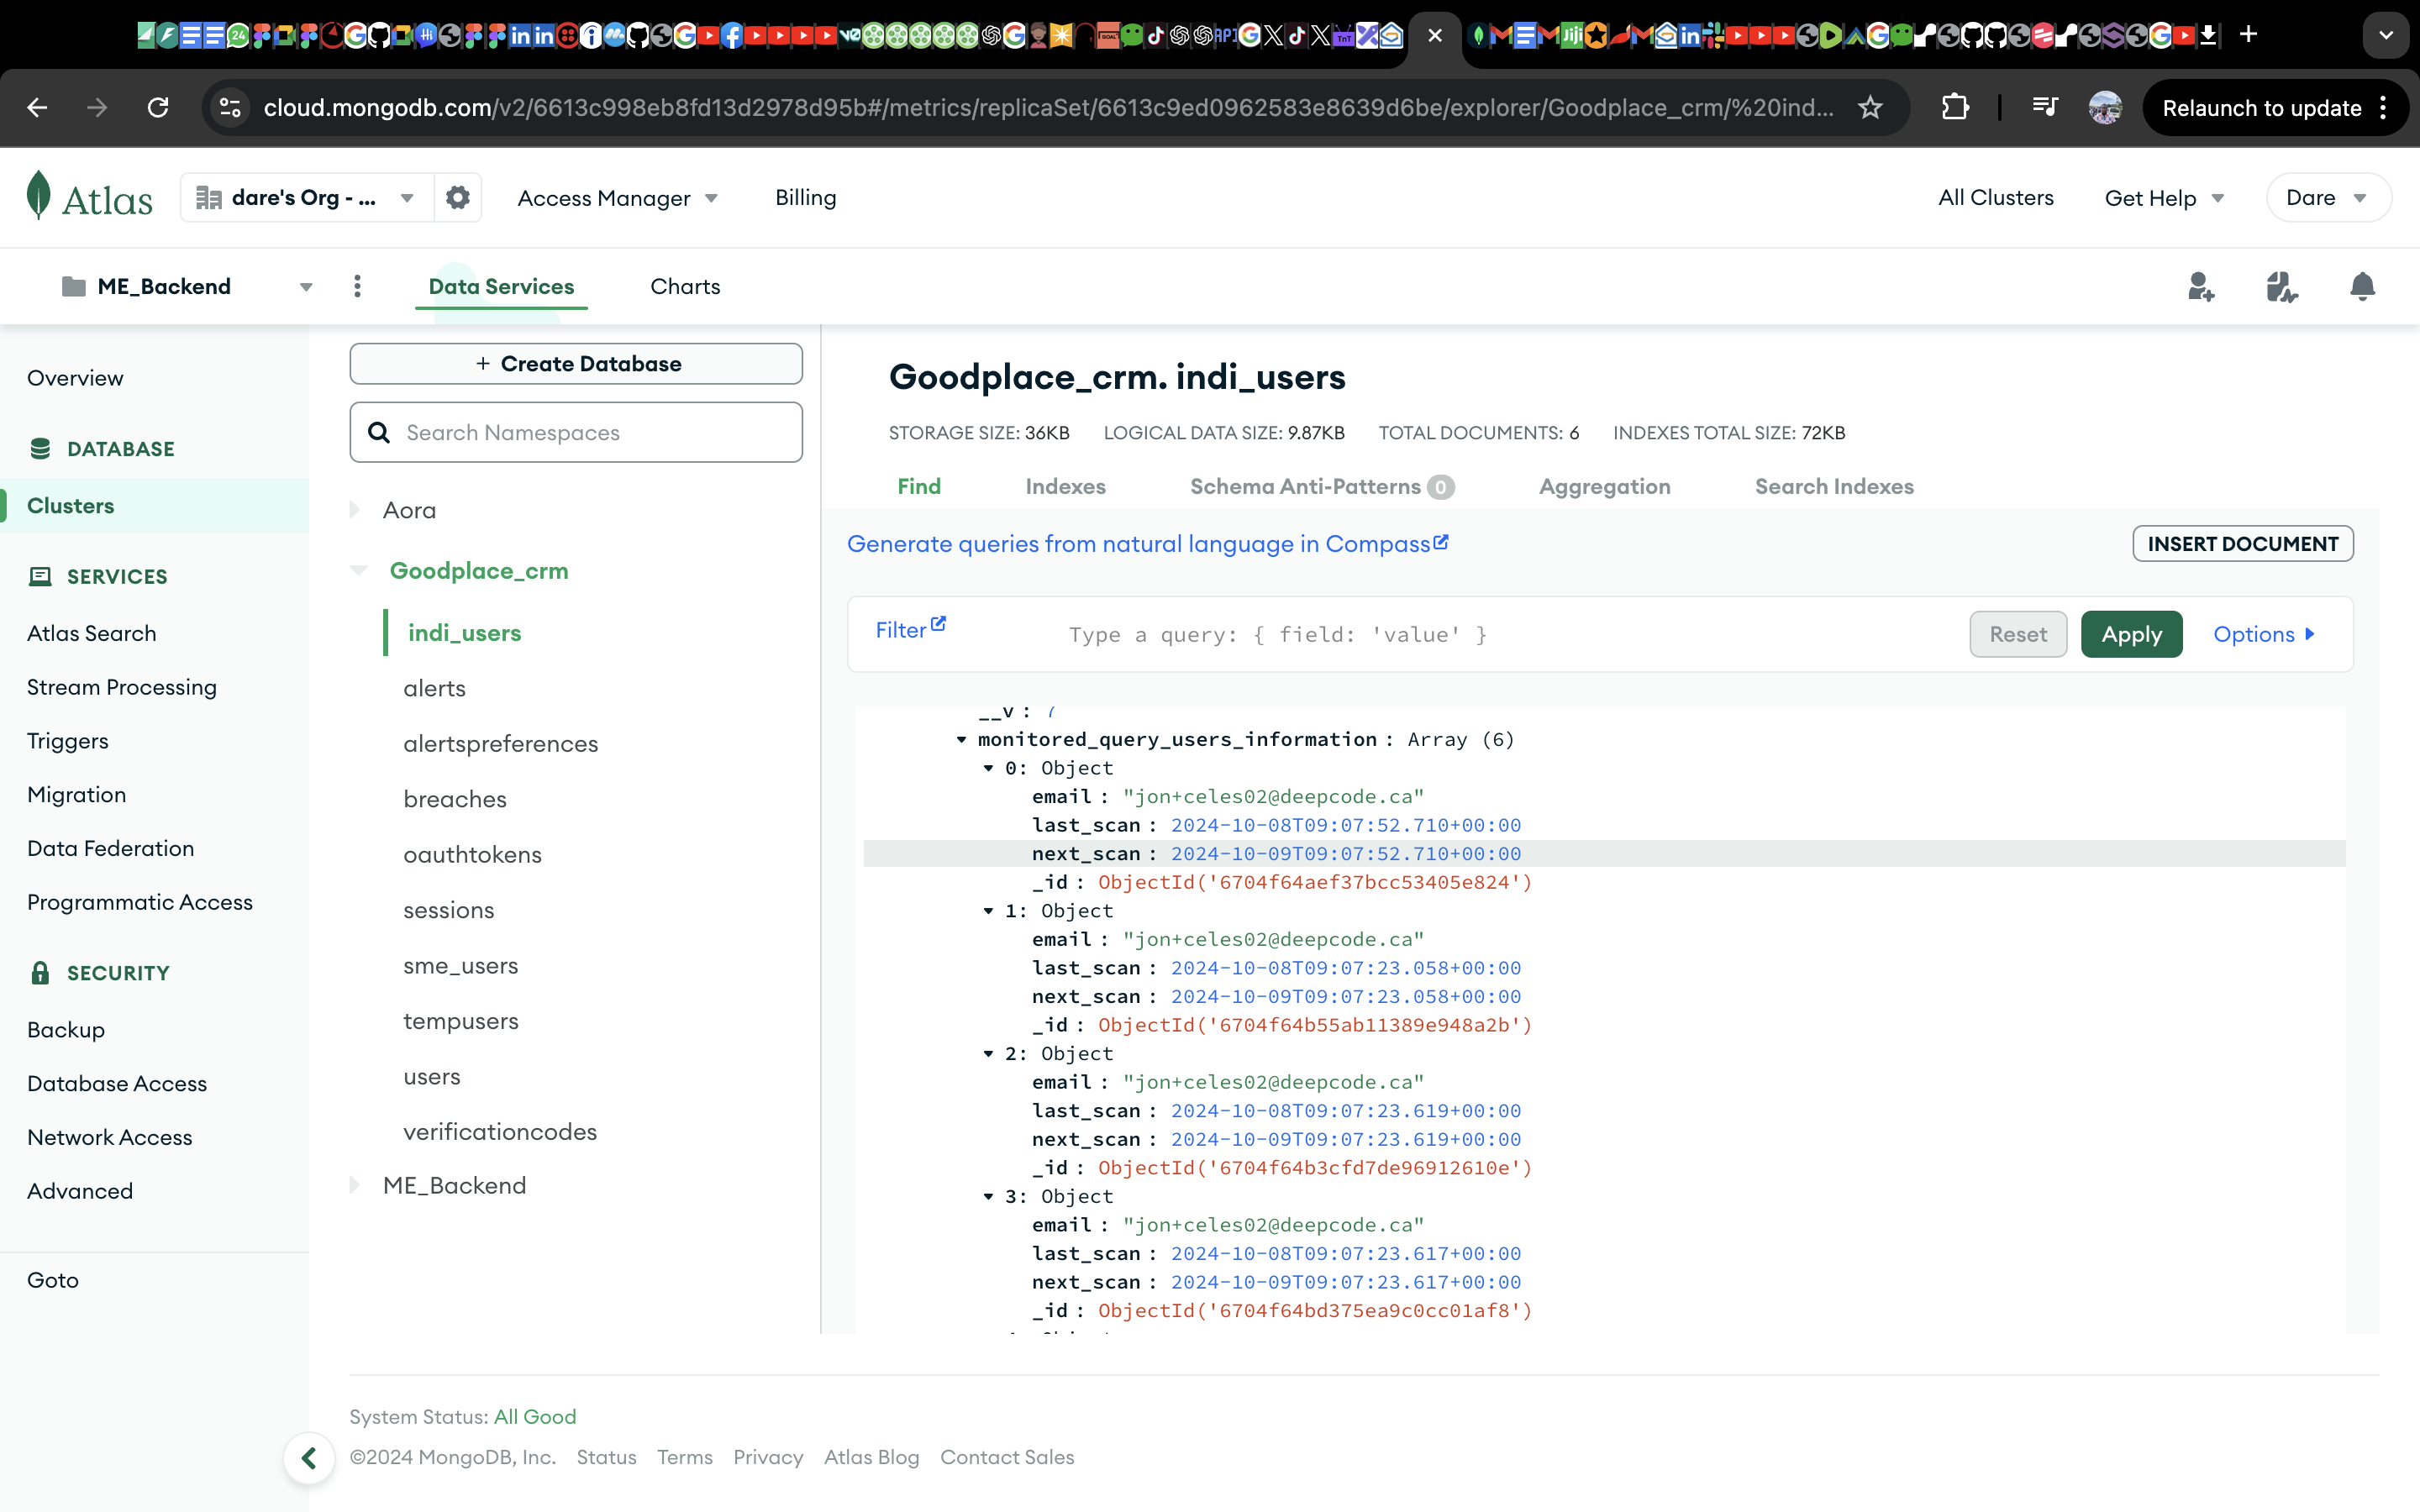 cloud.mongodb.com/v2/6613c998eb8fd13d2978d95b#/metrics/replicaSet/6613c9ed0962583e8639d6be/explorer/Goodplace_crm/%20ind...
Relaunch to update
Atlas
dare's Org - ...
Access Manager
Billing
All Clusters
Get Help
Dare
ME_Backend
Data Services
Charts
Overview
DATABASE
Clusters
SERVICES
Atlas Search
Stream Processing
Triggers
Migration
Data Federation
Programmatic Access
SECURITY
Backup
Database Access
Network Access
Advanced
Goto
+ Create Database
Search Namespaces
Aora
Goodplace_crm
indi_users
alerts
alertspreferences
breaches
oauthtokens
sessions
sme_users
tempusers
users
verificationcodes
ME_Backend
Goodplace_crm. indi_users
STORAGE SIZE: 36KB LOGICAL DATA SIZE: 9.87KB TOTAL DOCUMENTS: 6 INDEXES TOTAL SIZE: 72KB
Find Indexes Schema Anti-Patterns 0 Aggregation Search Indexes
Generate queries from natural language in Compass
INSERT DOCUMENT
Filter
Type a query: { field: 'value' }
Reset
Apply
Options
__v : 7
monitored_query_users_information : Array (6)
0: Object
email : "jon+celes02@deepcode.ca"
last_scan : 2024-10-08T09:07:52.710+00:00
next_scan : 2024-10-09T09:07:52.710+00:00
_id : ObjectId('6704f64aef37bcc53405e824')
1: Object
email : "jon+celes02@deepcode.ca"
last_scan : 2024-10-08T09:07:23.058+00:00
next_scan : 2024-10-09T09:07:23.058+00:00
_id : ObjectId('6704f64b55ab11389e948a2b')
2: Object
email : "jon+celes02@deepcode.ca"
last_scan : 2024-10-08T09:07:23.619+00:00
next_scan : 2024-10-09T09:07:23.619+00:00
_id : ObjectId('6704f64b3cfd7de96912610e')
3: Object
email : "jon+celes02@deepcode.ca"
last_scan : 2024-10-08T09:07:23.617+00:00
next_scan : 2024-10-09T09:07:23.617+00:00
_id : ObjectId('6704f64bd375ea9c0cc01af8')
System Status: All Good
©2024 MongoDB, Inc. Status Terms Privacy Atlas Blog Contact Sales